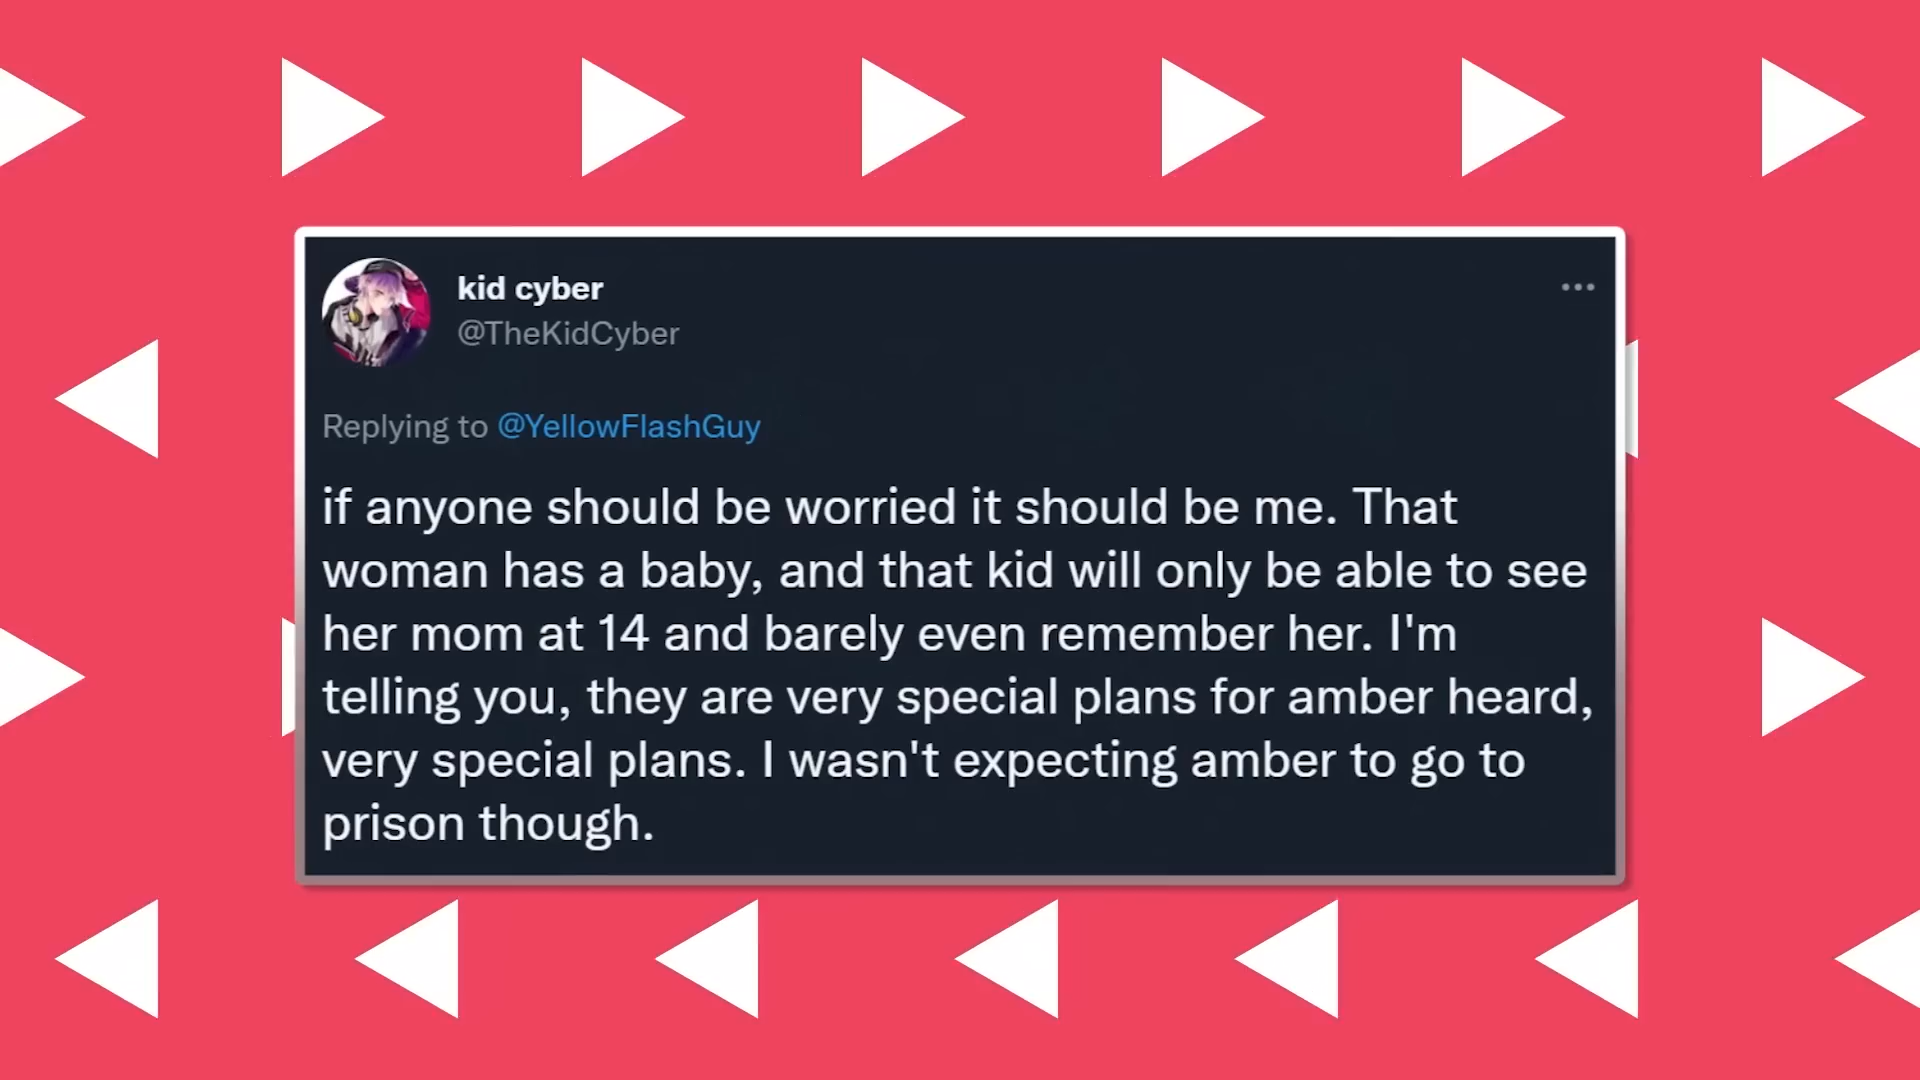 kid cyber
@TheKidCyber
Replying to @YellowFlashGuy
if anyone should be worried it should be me. That
woman has a baby, and that kid will only be able to see
her mom at 14 and barely even remember her. I'm
telling you, they are very special plans for amber heard,
very special plans. I wasn't expecting amber to go to
prison though.